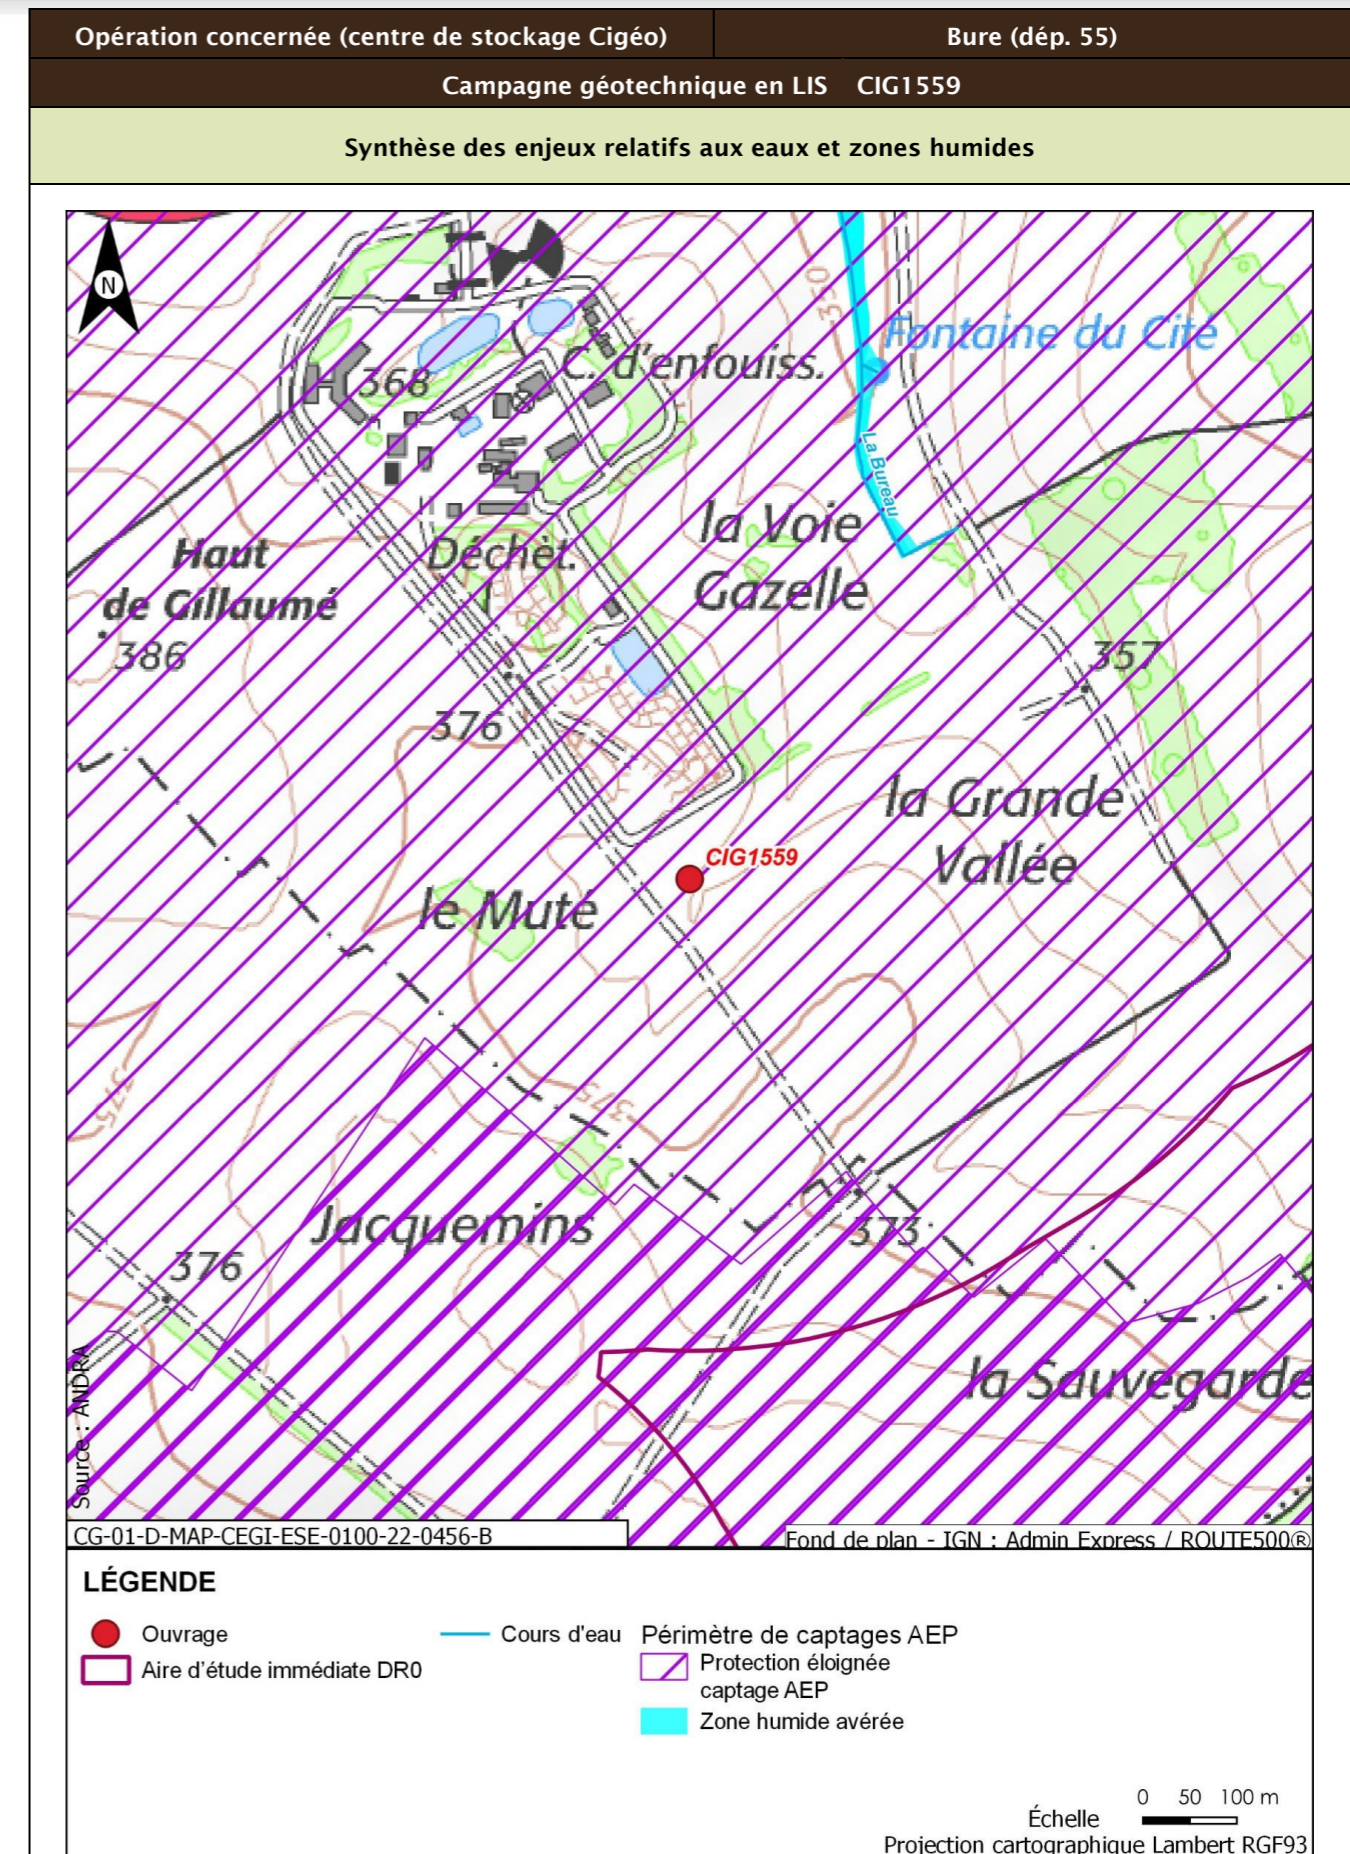 Opération concernée (centre de stockage Cigéo)
Bure (dép. 55)
Campagne géotechnique en LIS CIG1559
Synthèse des enjeux relatifs aux eaux et zones humides
N
350
Fontaine du Cité
C. d'enfouiss.
368
La Bureau
la Voie
Gazelle
Haut
de Gillaumé
386
Déchèt.
357
376
la Grande
Vallée
CIG1559
le Muté
375
375
Jacquemins
373
376
la Sauvegarde
Source : ANDRA
CG-01-D-MAP-CEGI-ESE-0100-22-0456-B
Fond de plan - IGN : Admin Express / ROUTE500®
LÉGENDE
Ouvrage
Aire d'étude immédiate DR0
Cours d'eau
Périmètre de captages AEP
Protection éloignée
captage AEP
Zone humide avérée
0 50 100 m
Échelle
Projection cartographique Lambert RGF93